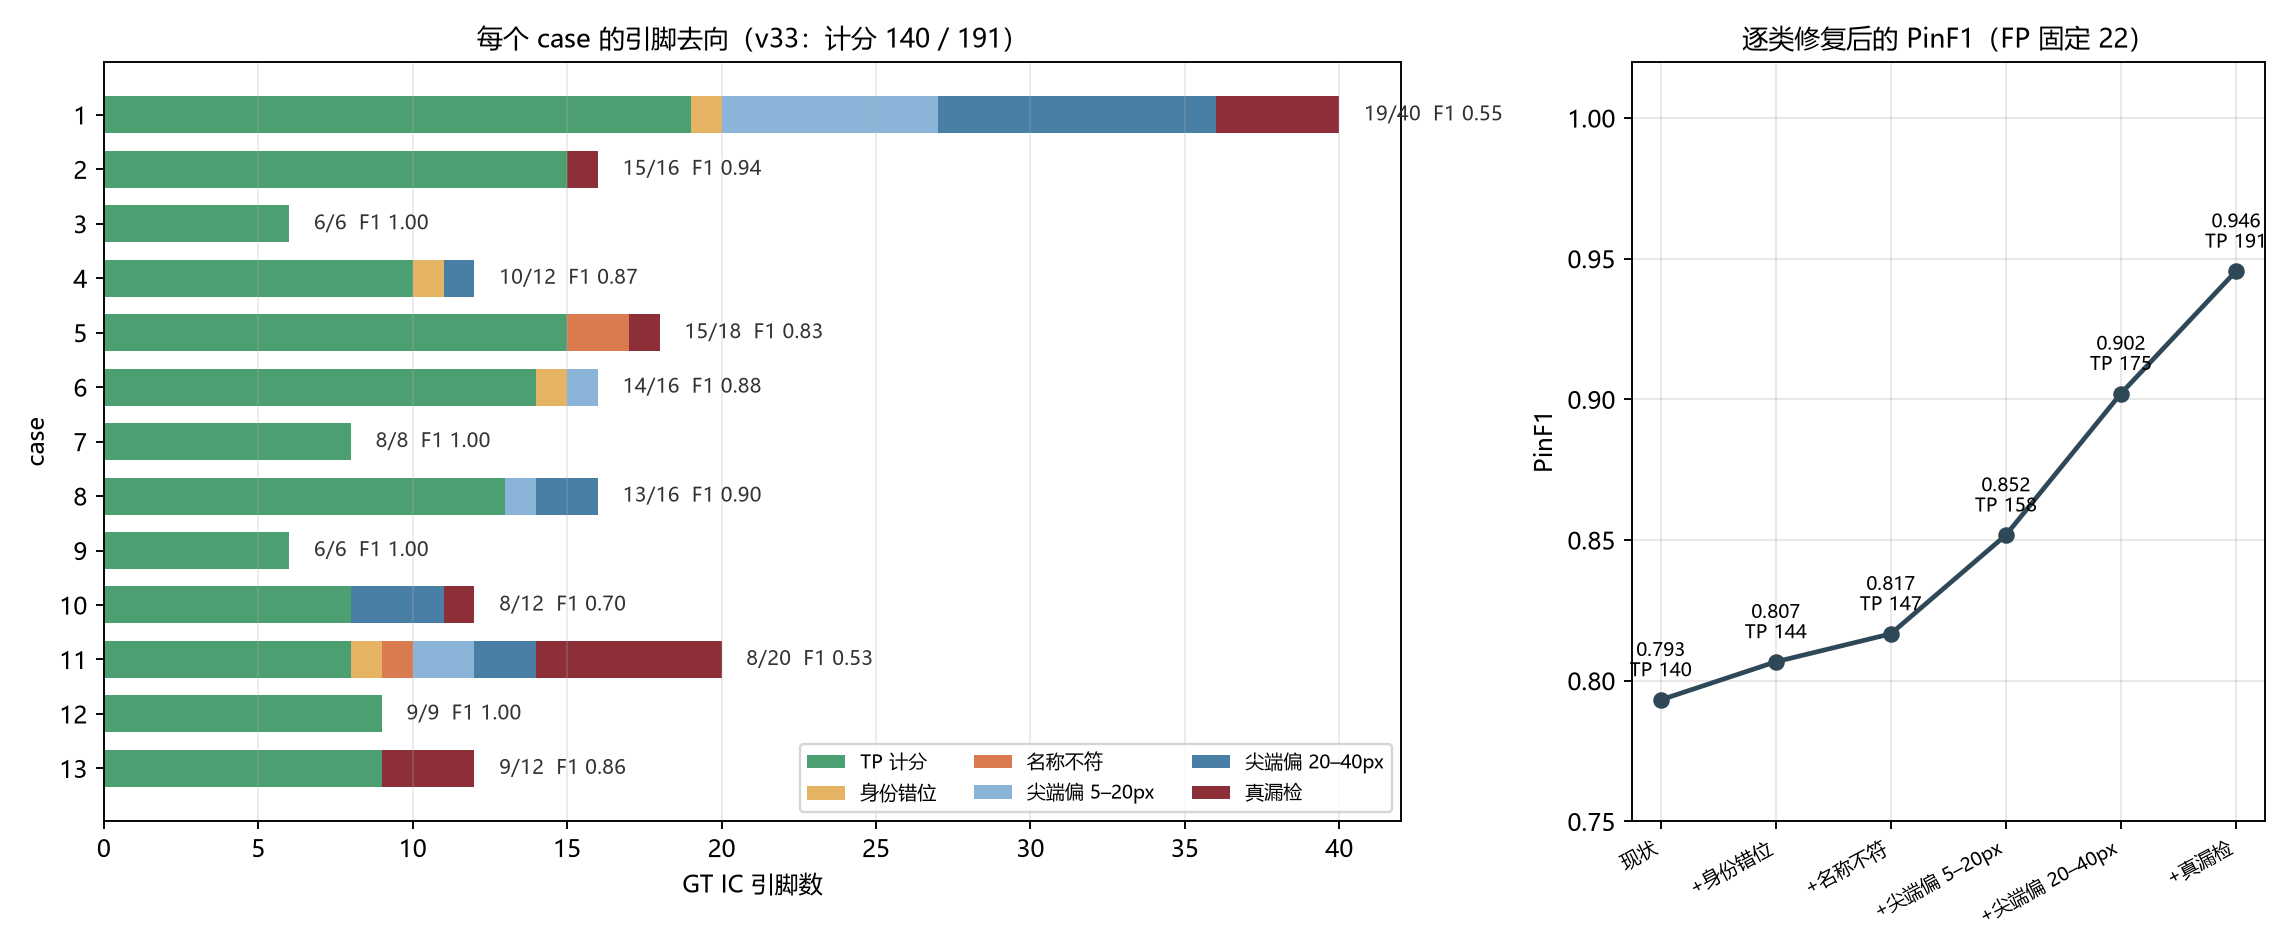 每个 case 的引脚去向（v33：计分 140 / 191）
case
1
2
3
4
5
6
7
8
9
10
11
12
13
19/40  F1 0.55
15/16  F1 0.94
6/6  F1 1.00
10/12  F1 0.87
15/18  F1 0.83
14/16  F1 0.88
8/8  F1 1.00
13/16  F1 0.90
6/6  F1 1.00
8/12  F1 0.70
8/20  F1 0.53
9/9  F1 1.00
9/12  F1 0.86
TP 计分
身份错位
名称不符
尖端偏 5–20px
尖端偏 20–40px
真漏检
0 5 10 15 20 25 30 35 40
GT IC 引脚数
逐类修复后的 PinF1（FP 固定 22）
PinF1
1.00
0.95
0.90
0.85
0.80
0.75
0.793
TP 140
0.807
TP 144
0.817
TP 147
0.852
TP 158
0.902
TP 175
0.946
TP 191
现状
+身份错位
+名称不符
+尖端偏 5–20px
+尖端偏 20–40px
+真漏检